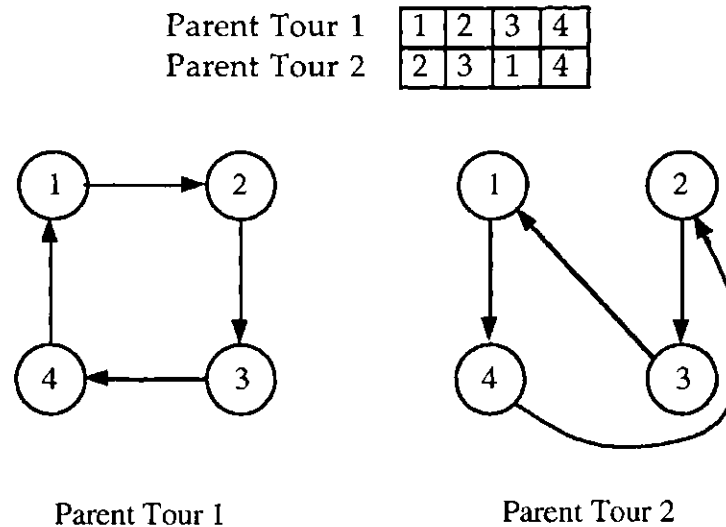 Parent Tour 1 1 2 3 4
Parent Tour 2 2 3 1 4
1 2 1 2
4 3 4 3
Parent Tour 1 Parent Tour 2